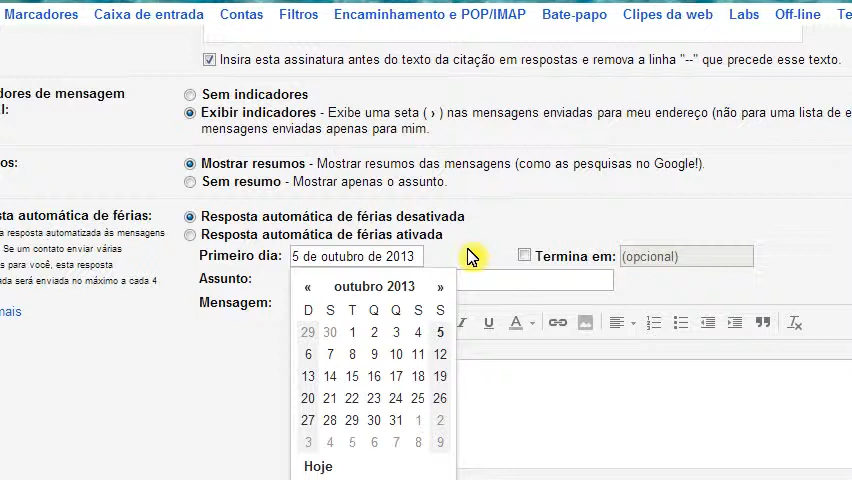 Marcadores Caixa de entrada Contas Filtros Encaminhamento e POP/IMAP Bate-papo Clipes da web Labs Off-line Te
Insira esta assinatura antes do texto da citação em respostas e remova a linha "--" que precede esse texto.
dores de mensagem
l:
Sem indicadores
Exibir indicadores - Exibe uma seta ( › ) nas mensagens enviadas para meu endereço (não para uma lista de e
mensagens enviadas apenas para mim.
os:
Mostrar resumos - Mostrar resumos das mensagens (como as pesquisas no Google!).
Sem resumo - Mostrar apenas o assunto.
sta automática de férias:
a resposta automatizada às mensagens
Se um contato enviar várias
s para você, esta resposta
ada será enviada no máximo a cada 4
mais
Resposta automática de férias desativada
Resposta automática de férias ativada
Primeiro dia: 5 de outubro de 2013 Termina em: (opcional)
Assunto:
Mensagem:
« outubro 2013 »
D S T Q Q S S
29 30 1 2 3 4 5
6 7 8 9 10 11 12
13 14 15 16 17 18 19
20 21 22 23 24 25 26
27 28 29 30 31 1 2
3 4 5 6 7 8 9
Hoje
I U A